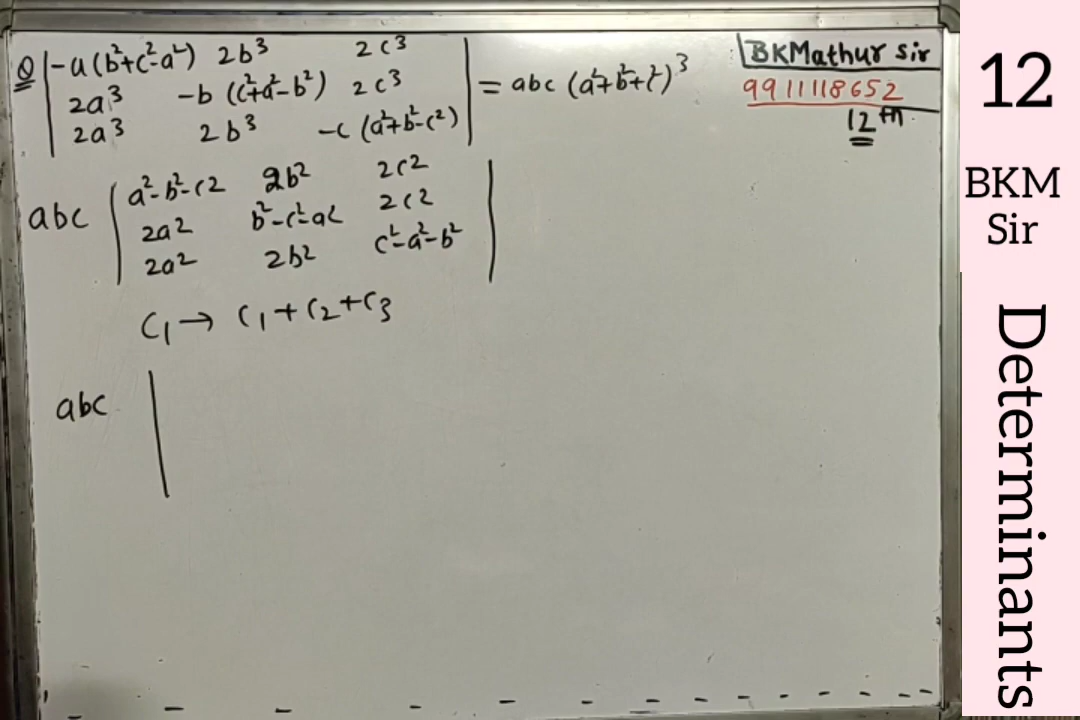 Q |-a(b²+c²-a²) 2b³ 2c³|
|2a³ -b(c²+a²-b²) 2c³| = abc (a²+b²+c²)³
|2a³ 2b³ -c(a²+b²-c²)|
BKMathur Sir
9911118652
12th
|a²-b²-c2 2b² 2c²|
abc |2a² b²-c²-a² 2c2|
|2a² 2b² c²-a²-b²|
C₁→ C₁+C₂+C₃
abc |
12
BKM
Sir
Determinants